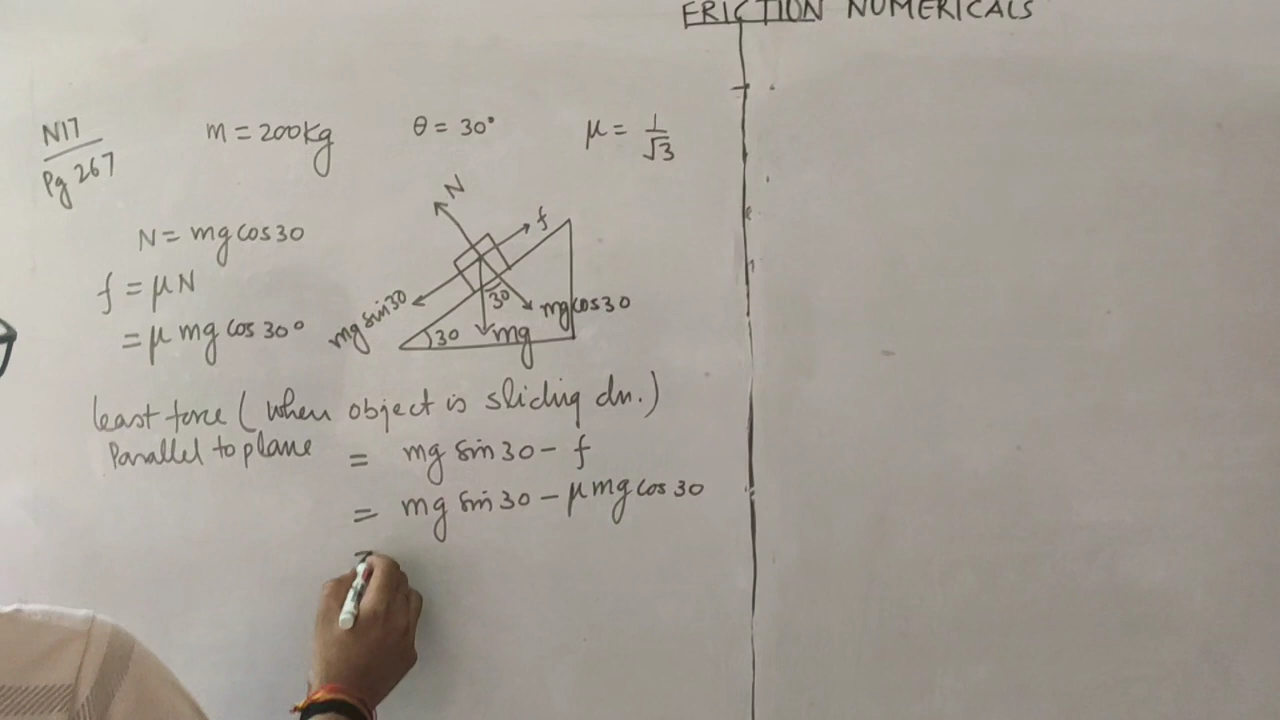 FRICTION NUMERICALS
N17
Pg 267
m = 200kg
θ = 30°
μ = 1/√3
N = mg cos 30
f = μN
= μ mg cos 30°
N
f
mg sin 30
30
mg cos 30
30
mg
least force (when object is sliding dn.)
Parallel to plane = mg sin 30 - f
= mg sin 30 - μ mg cos 30
=